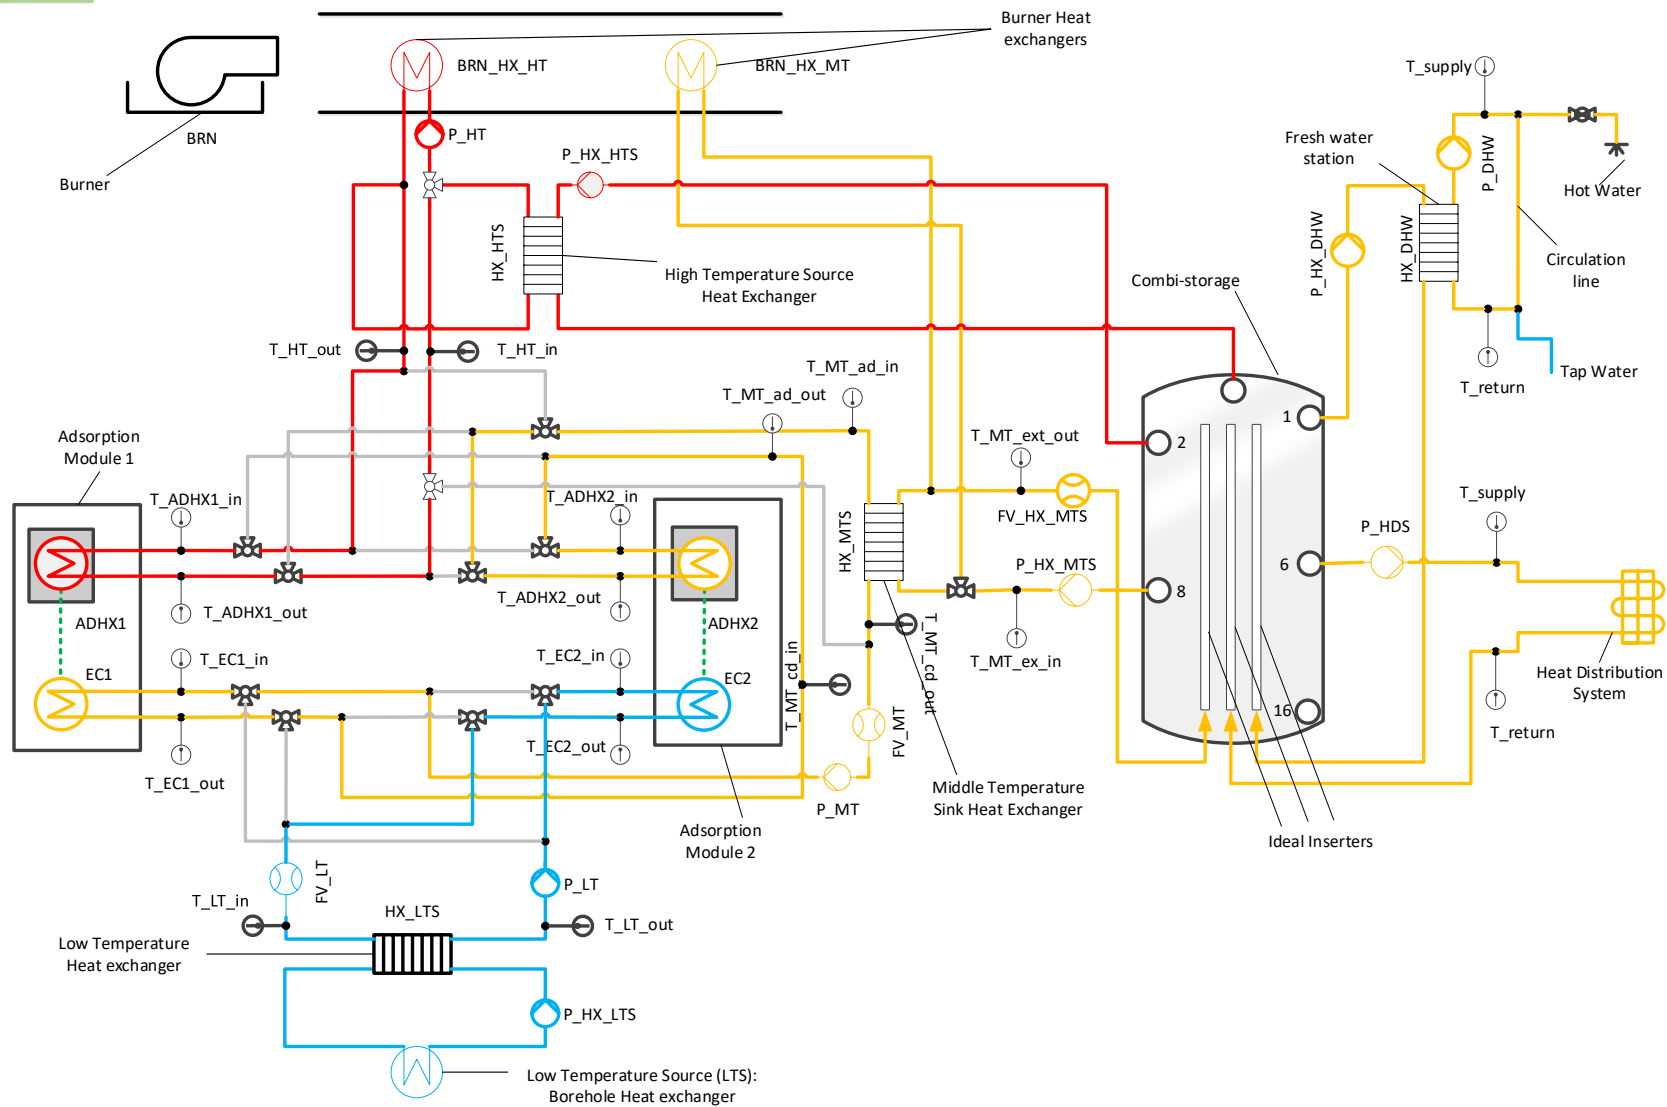 Burner Heat
exchangers
BRN_HX_HT
BRN_HX_MT
T_supply
BRN
P_HT
Fresh water
station
P_DHW
P_HX_HTS
Burner
Hot Water
HX_HTS
P_HX_DHW
HX_DHW
High Temperature Source
Heat Exchanger
Combi-storage
Circulation
line
T_HT_out
T_HT_in
T_MT_ad_in
T_MT_ad_out
T_return
Tap Water
1
2
Adsorption
Module 1
T_MT_ext_out
T_ADHX1_in
T_ADHX2_in
T_supply
FV_HX_MTS
P_HDS
HX_MTS
P_HX_MTS
6
8
T_ADHX1_out
T_ADHX2_out
ADHX1
ADHX2
T_MT_cd_in
T_MT_cd_out
T_MT_ex_in
T_EC1_in
T_EC2_in
EC1
EC2
Heat Distribution
System
16
T_EC1_out
T_EC2_out
FV_MT
T_return
P_MT
Middle Temperature
Sink Heat Exchanger
Adsorption
Module 2
Ideal Inserters
FV_LT
P_LT
T_LT_in
HX_LTS
T_LT_out
Low Temperature
Heat exchanger
P_HX_LTS
Low Temperature Source (LTS):
Borehole Heat exchanger